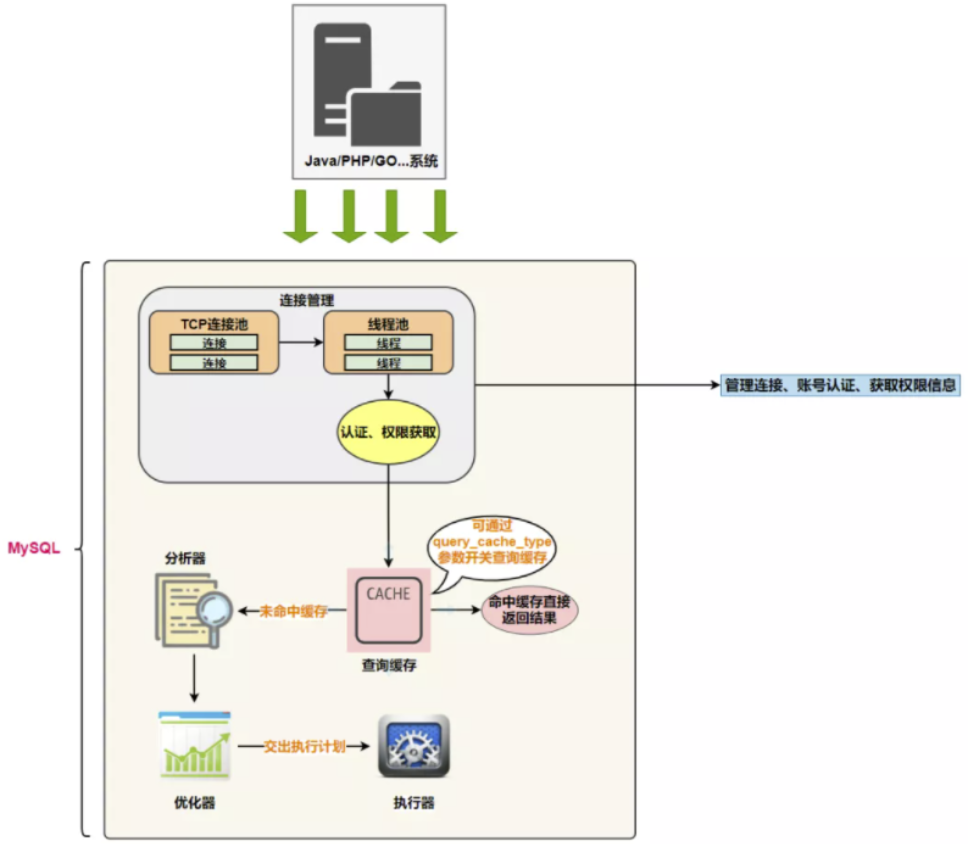 Java/PHP/GO...系统
连接管理
TCP连接池
连接
连接
线程池
线程
线程
管理连接、账号认证、获取权限信息
认证、权限获取
MySQL
可通过
query_cache_type
参数开关查询缓存
分析器
CACHE
未命中缓存
命中缓存直接
返回结果
查询缓存
交出执行计划
优化器
执行器